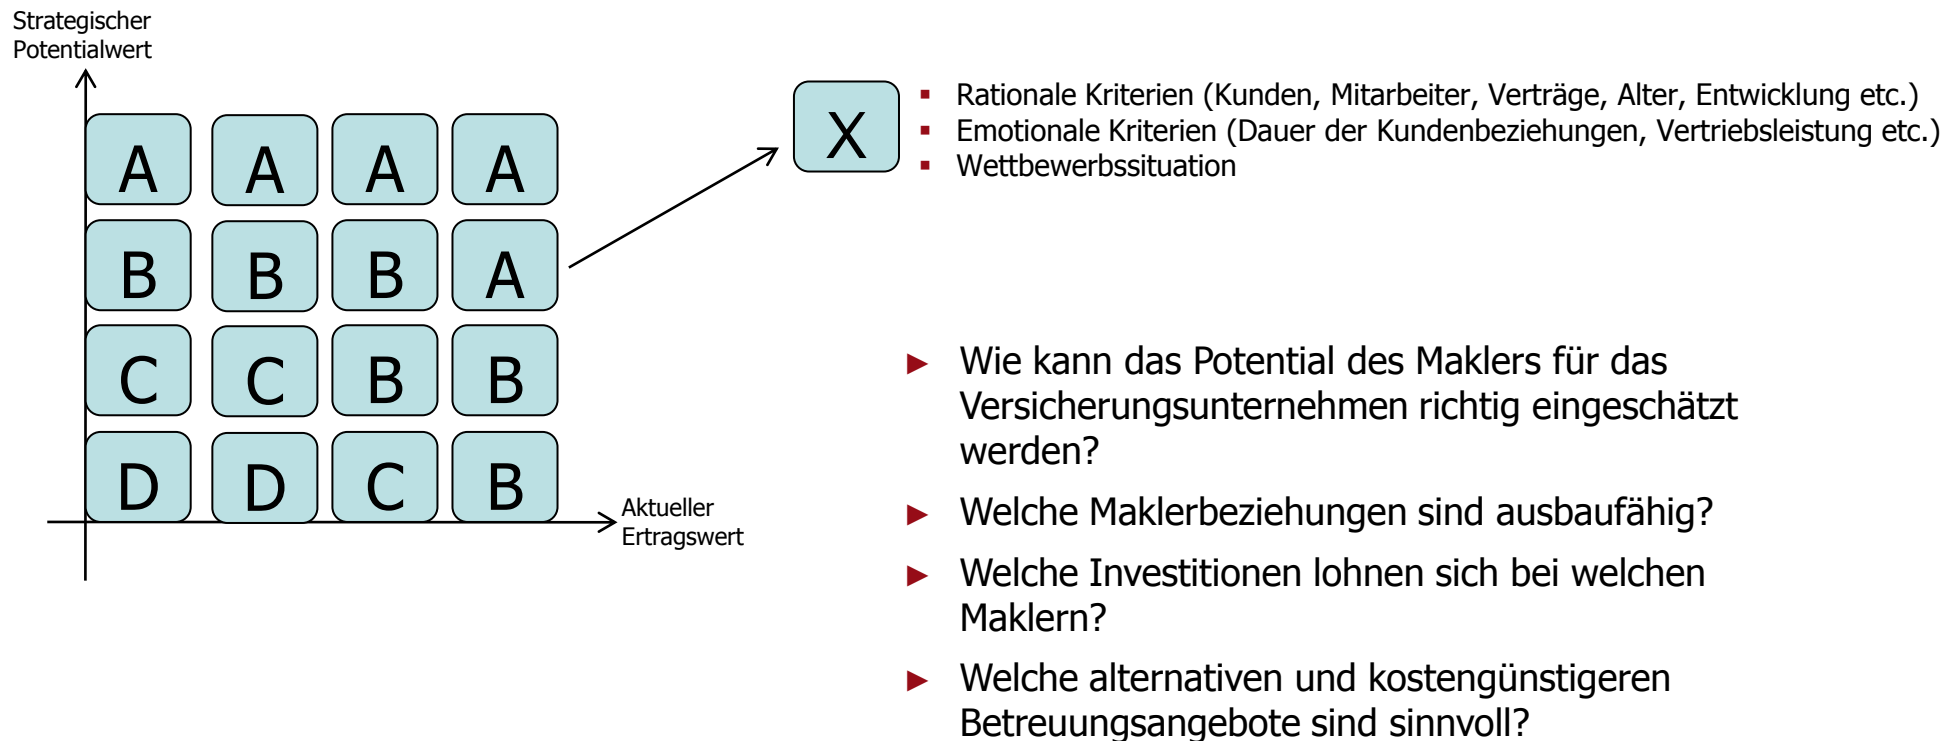 Strategischer
Potentialwert
A A A A
B B B A
C C B B
D D C B
Aktueller
Ertragswert
X
▪ Rationale Kriterien (Kunden, Mitarbeiter, Verträge, Alter, Entwicklung etc.)
▪ Emotionale Kriterien (Dauer der Kundenbeziehungen, Vertriebsleistung etc.)
▪ Wettbewerbssituation
► Wie kann das Potential des Maklers für das
Versicherungsunternehmen richtig eingeschätzt
werden?
► Welche Maklerbeziehungen sind ausbaufähig?
► Welche Investitionen lohnen sich bei welchen
Maklern?
► Welche alternativen und kostengünstigeren
Betreuungsangebote sind sinnvoll?